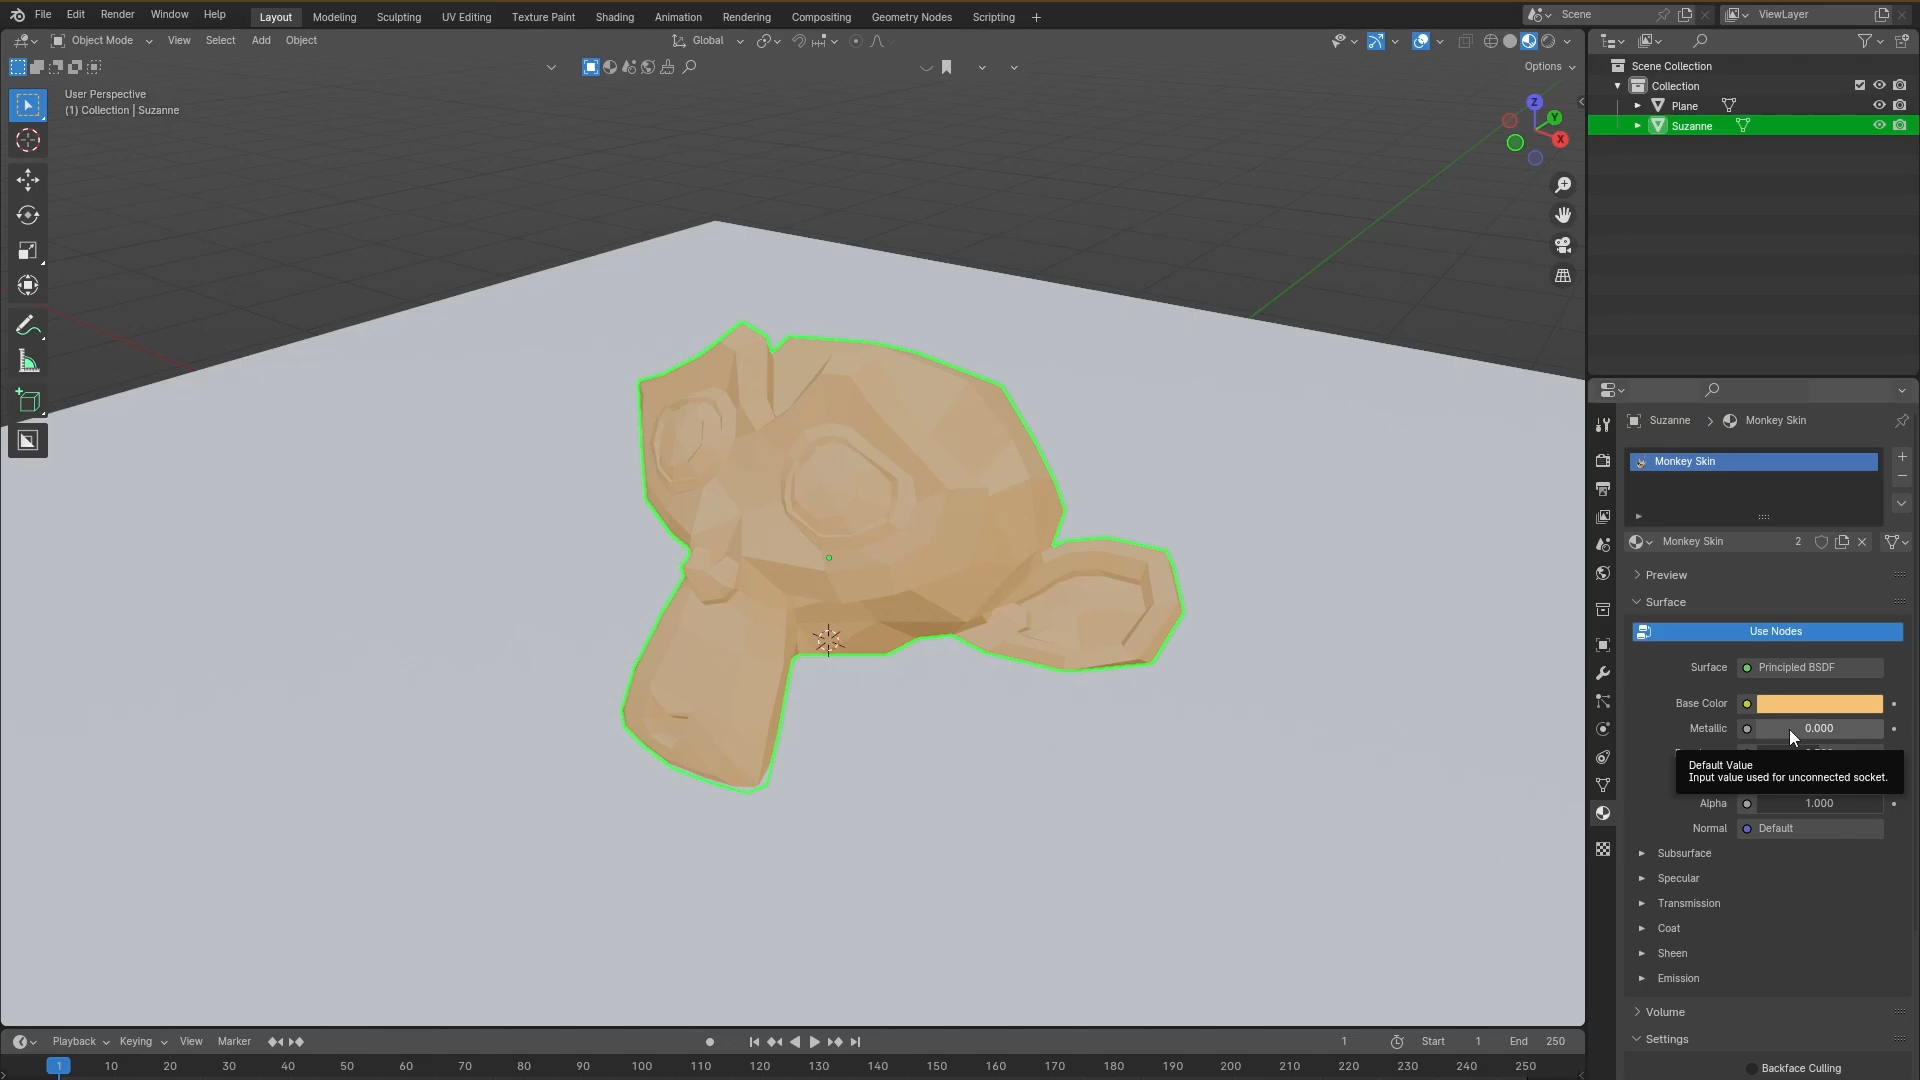 File Edit Render Window Help Layout Modeling Sculpting UV Editing Texture Paint Shading Animation Rendering Compositing Geometry Nodes Scripting + Scene ViewLayer
Object Mode View Select Add Object Global
Options
User Perspective
(1) Collection | Suzanne
Z
Y
X
Scene Collection
Collection
Plane
Suzanne
Suzanne > Monkey Skin
Monkey Skin
Monkey Skin 2
Preview
Surface
Use Nodes
Surface Principled BSDF
Base Color
Metallic 0.000
Default Value
Input value used for unconnected socket.
Alpha 1.000
Normal Default
Subsurface
Specular
Transmission
Coat
Sheen
Emission
Volume
Settings
Backface Culling
Playback Keying View Marker 1 Start 1 End 250
1 10 20 30 40 50 60 70 80 90 100 110 120 130 140 150 160 170 180 190 200 210 220 230 240 250